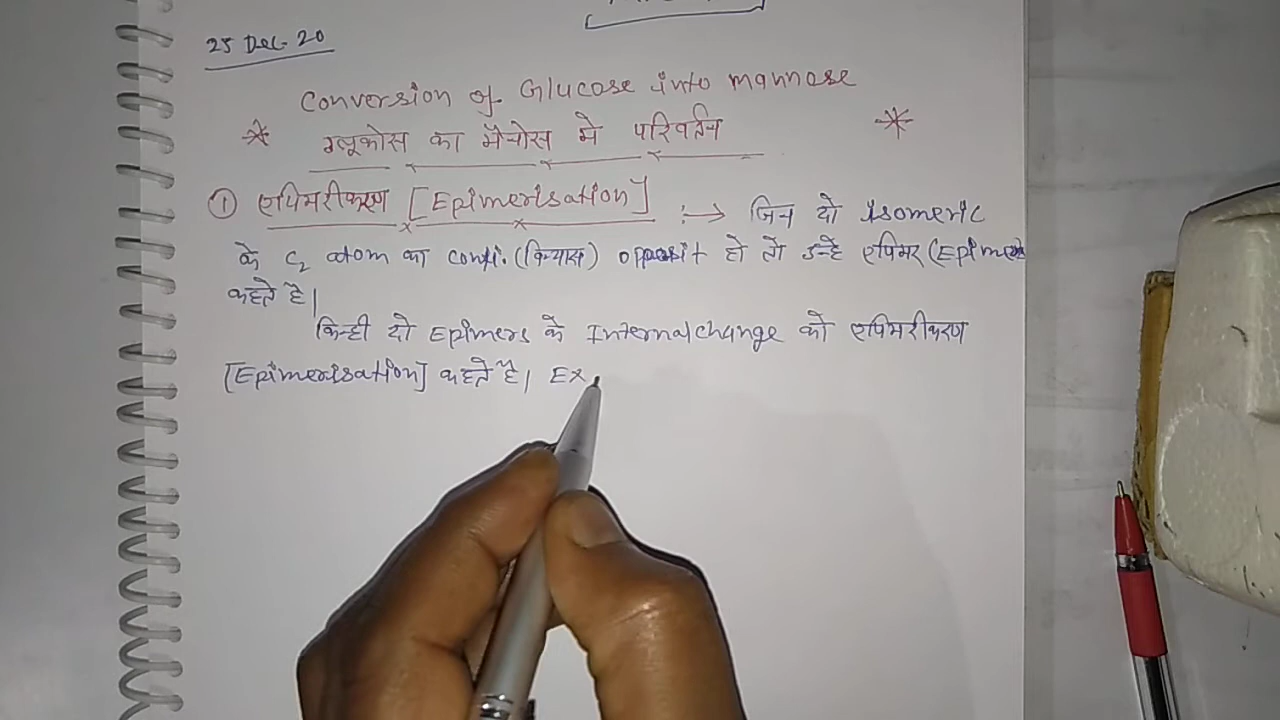 25 Dec-20
Conversion of Glucose into mannose
* ग्लूकोस का मैनोस मे परिवर्तन *
① एपिमरीकरण [Epimerisation] :→ जिन दो isomeric
के C₂ atom का confi. (विन्यास) opposit हो तो उन्हे एपिमर (Epimer
कहते है।
किन्ही दो Epimers के Internalchange को एपिमरीकरण
[Epimerisation] कहते है। Ex